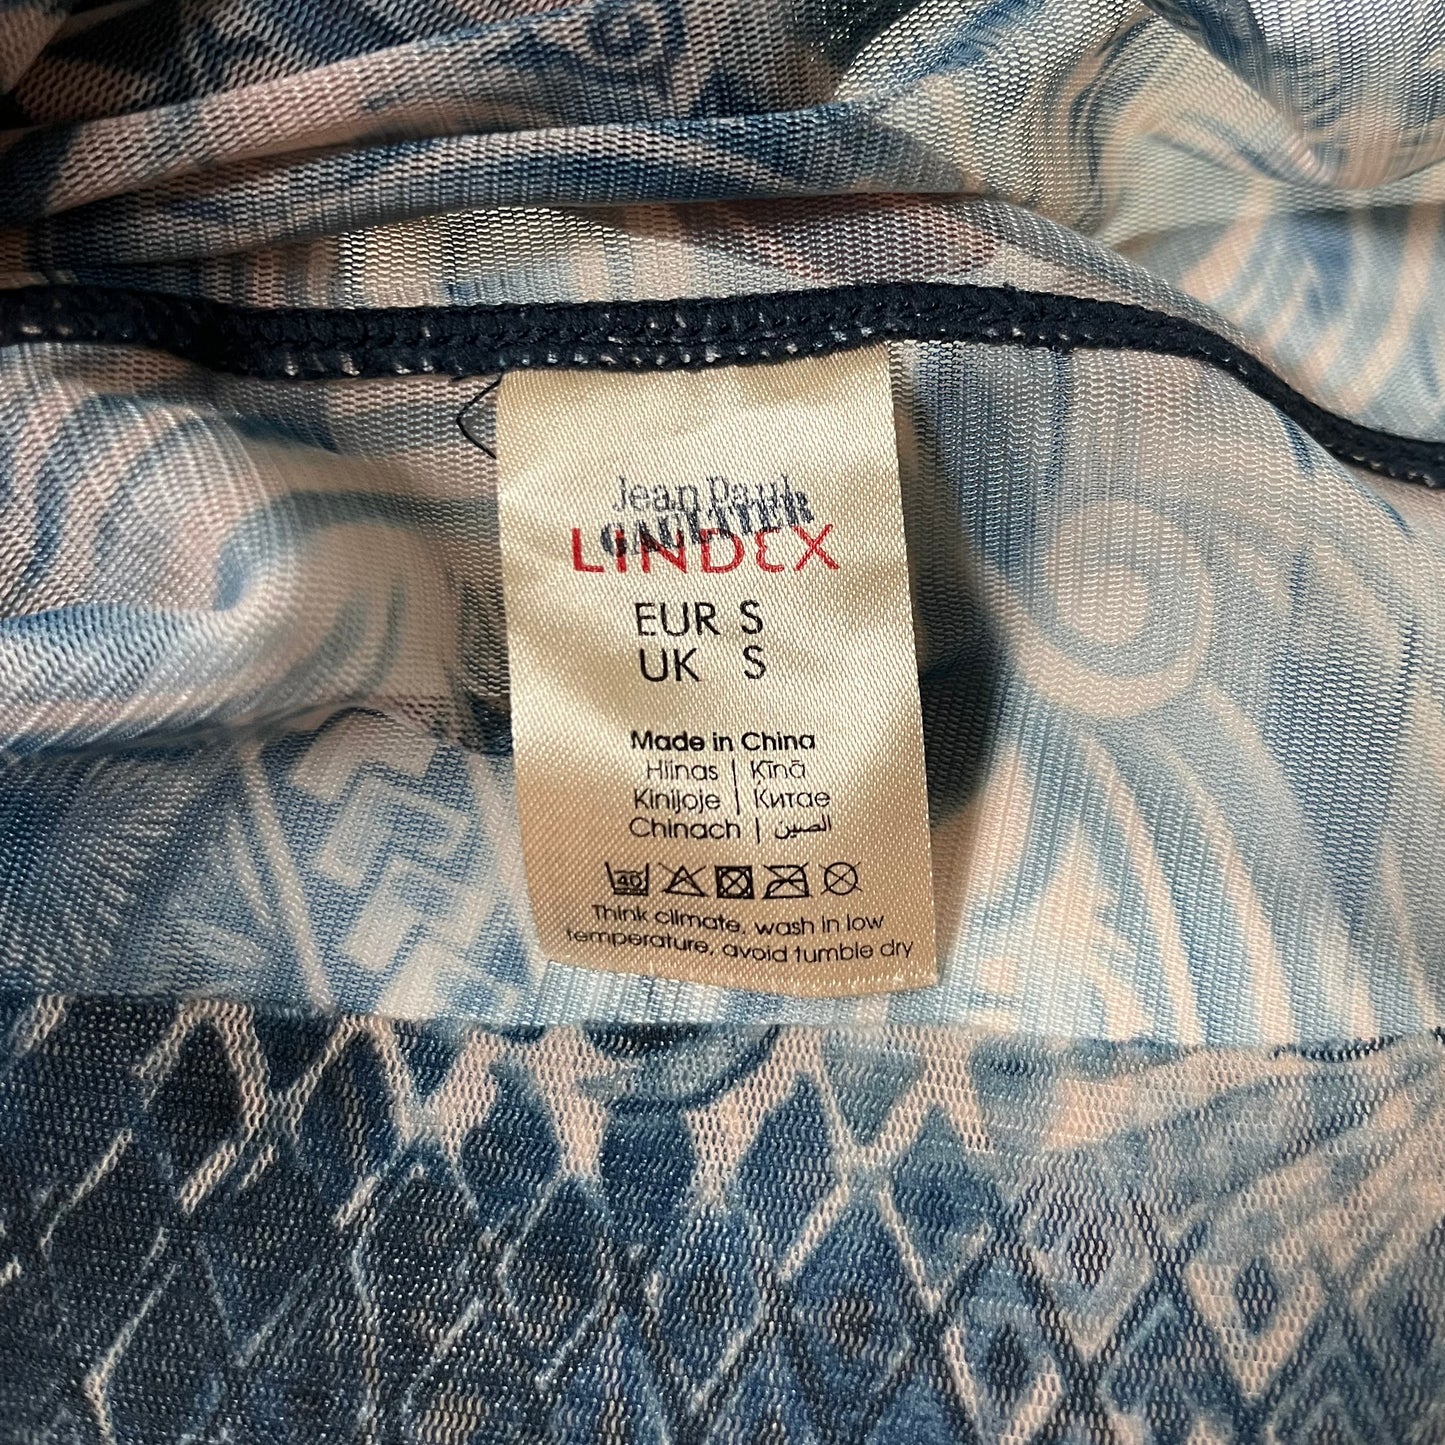 Jean Paul
GAULTIER
LINDEX
EUR S
UK S
Made in China
Hiinas | Ķīnā
Kinijoje | Китае
Chinach | الصين
40
Think climate, wash in low
temperature, avoid tumble dry